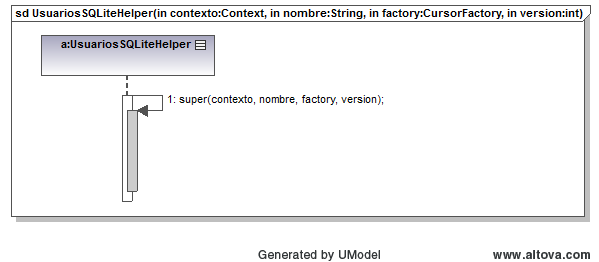 sd UsuariosSQLiteHelper(in contexto:Context, in nombre:String, in factory:CursorFactory, in version:int)
a:UsuariosSQLiteHelper
1: super(contexto, nombre, factory, version);
Generated by UModel
www.altova.com